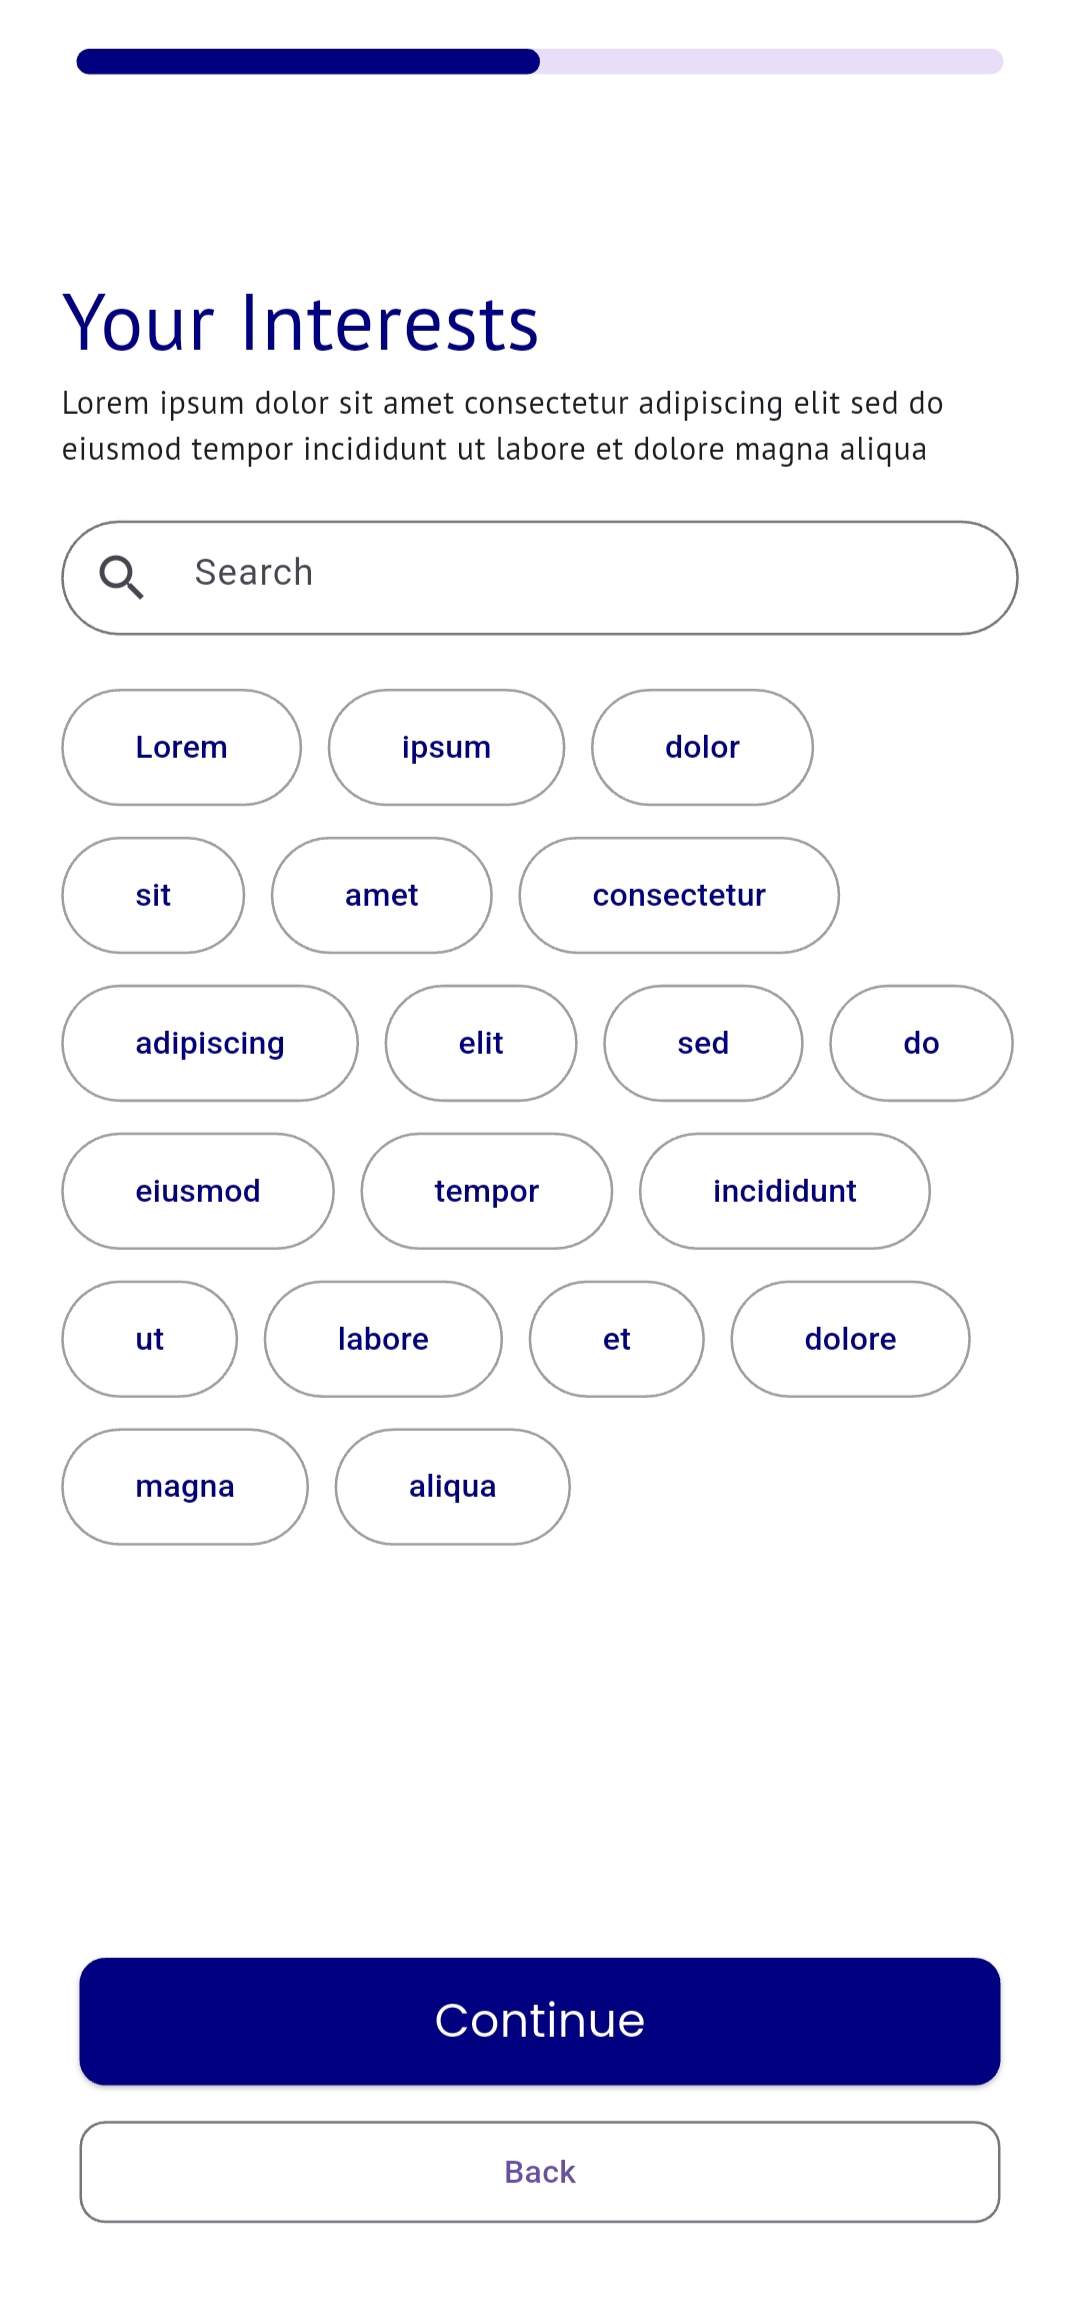 Your Interests
Lorem ipsum dolor sit amet consectetur adipiscing elit sed do
eiusmod tempor incididunt ut labore et dolore magna aliqua
Search
Lorem ipsum dolor
sit amet consectetur
adipiscing elit sed do
eiusmod tempor incididunt
ut labore et dolore
magna aliqua
Continue
Back